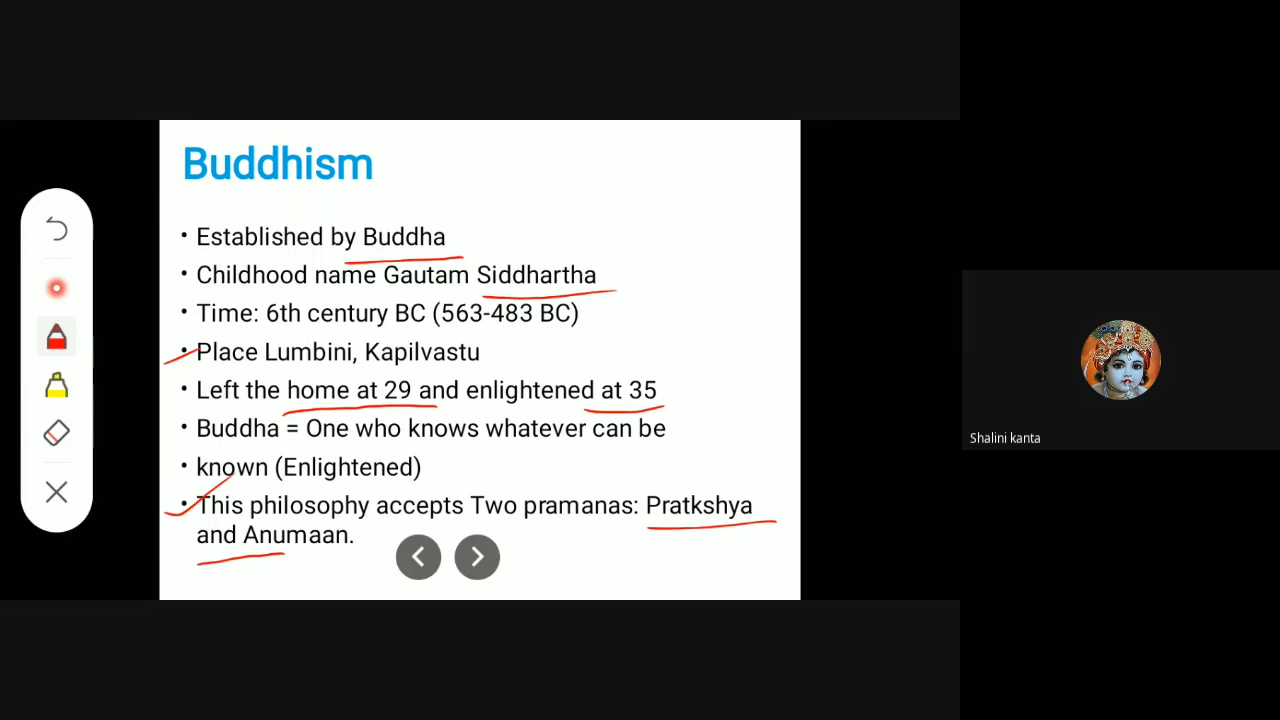 Buddhism
• Established by Buddha
• Childhood name Gautam Siddhartha
• Time: 6th century BC (563-483 BC)
• Place Lumbini, Kapilvastu
• Left the home at 29 and enlightened at 35
• Buddha = One who knows whatever can be
• known (Enlightened)
• This philosophy accepts Two pramanas: Pratkshya
and Anumaan.
Shalini kanta